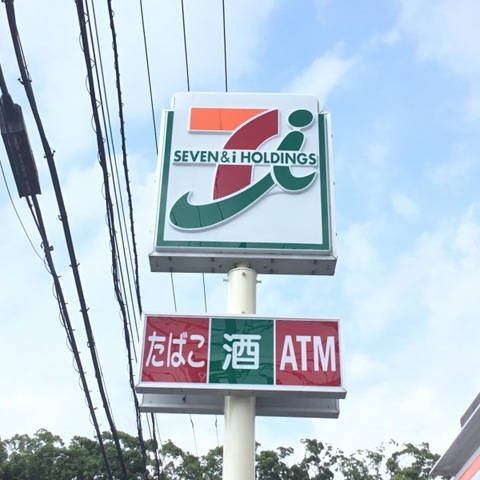 SEVEN&i HOLDINGS
たばこ 酒 ATM